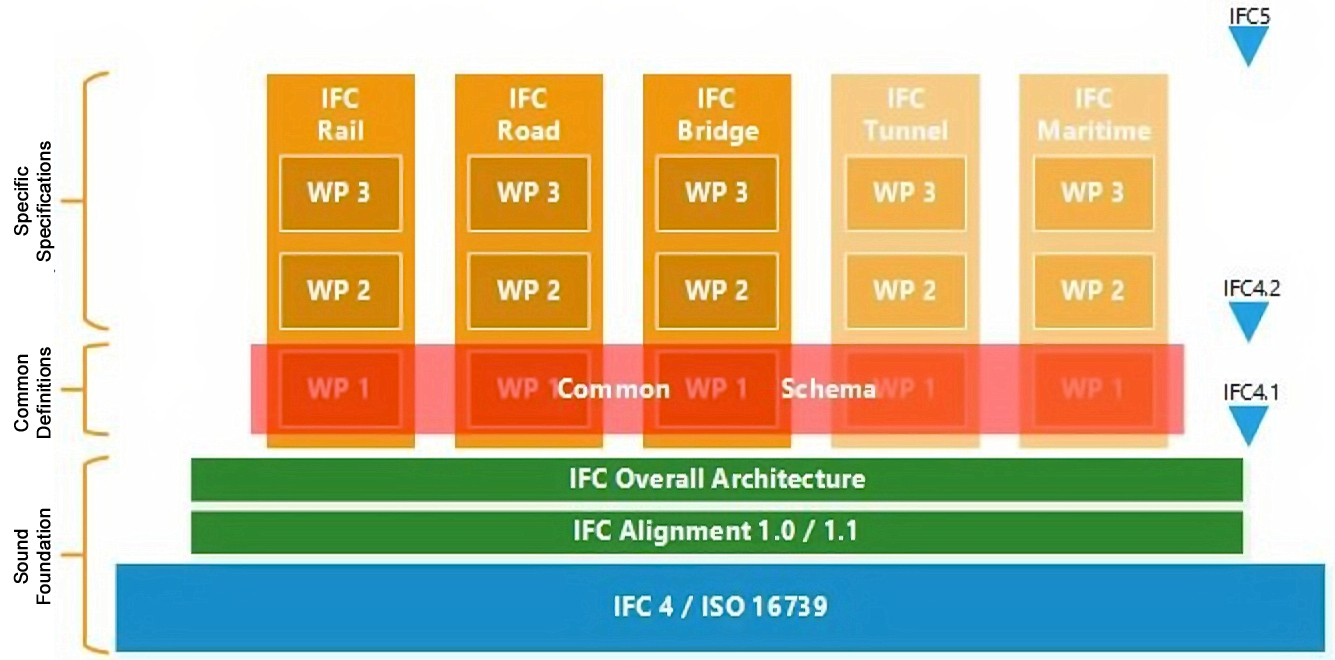 IFC5
IFC
Rail
IFC
Road
IFC
Bridge
IFC
Tunnel
IFC
Maritime
Specific
Specifications
WP 3
WP 3
WP 3
WP 3
WP 3
WP 2
WP 2
WP 2
WP 2
WP 2
IFC4.2
Common
Definitions
WP 1
WP 1
WP 1
WP 1
WP 1
Common Schema
IFC4.1
Sound
Foundation
IFC Overall Architecture
IFC Alignment 1.0 / 1.1
IFC 4 / ISO 16739